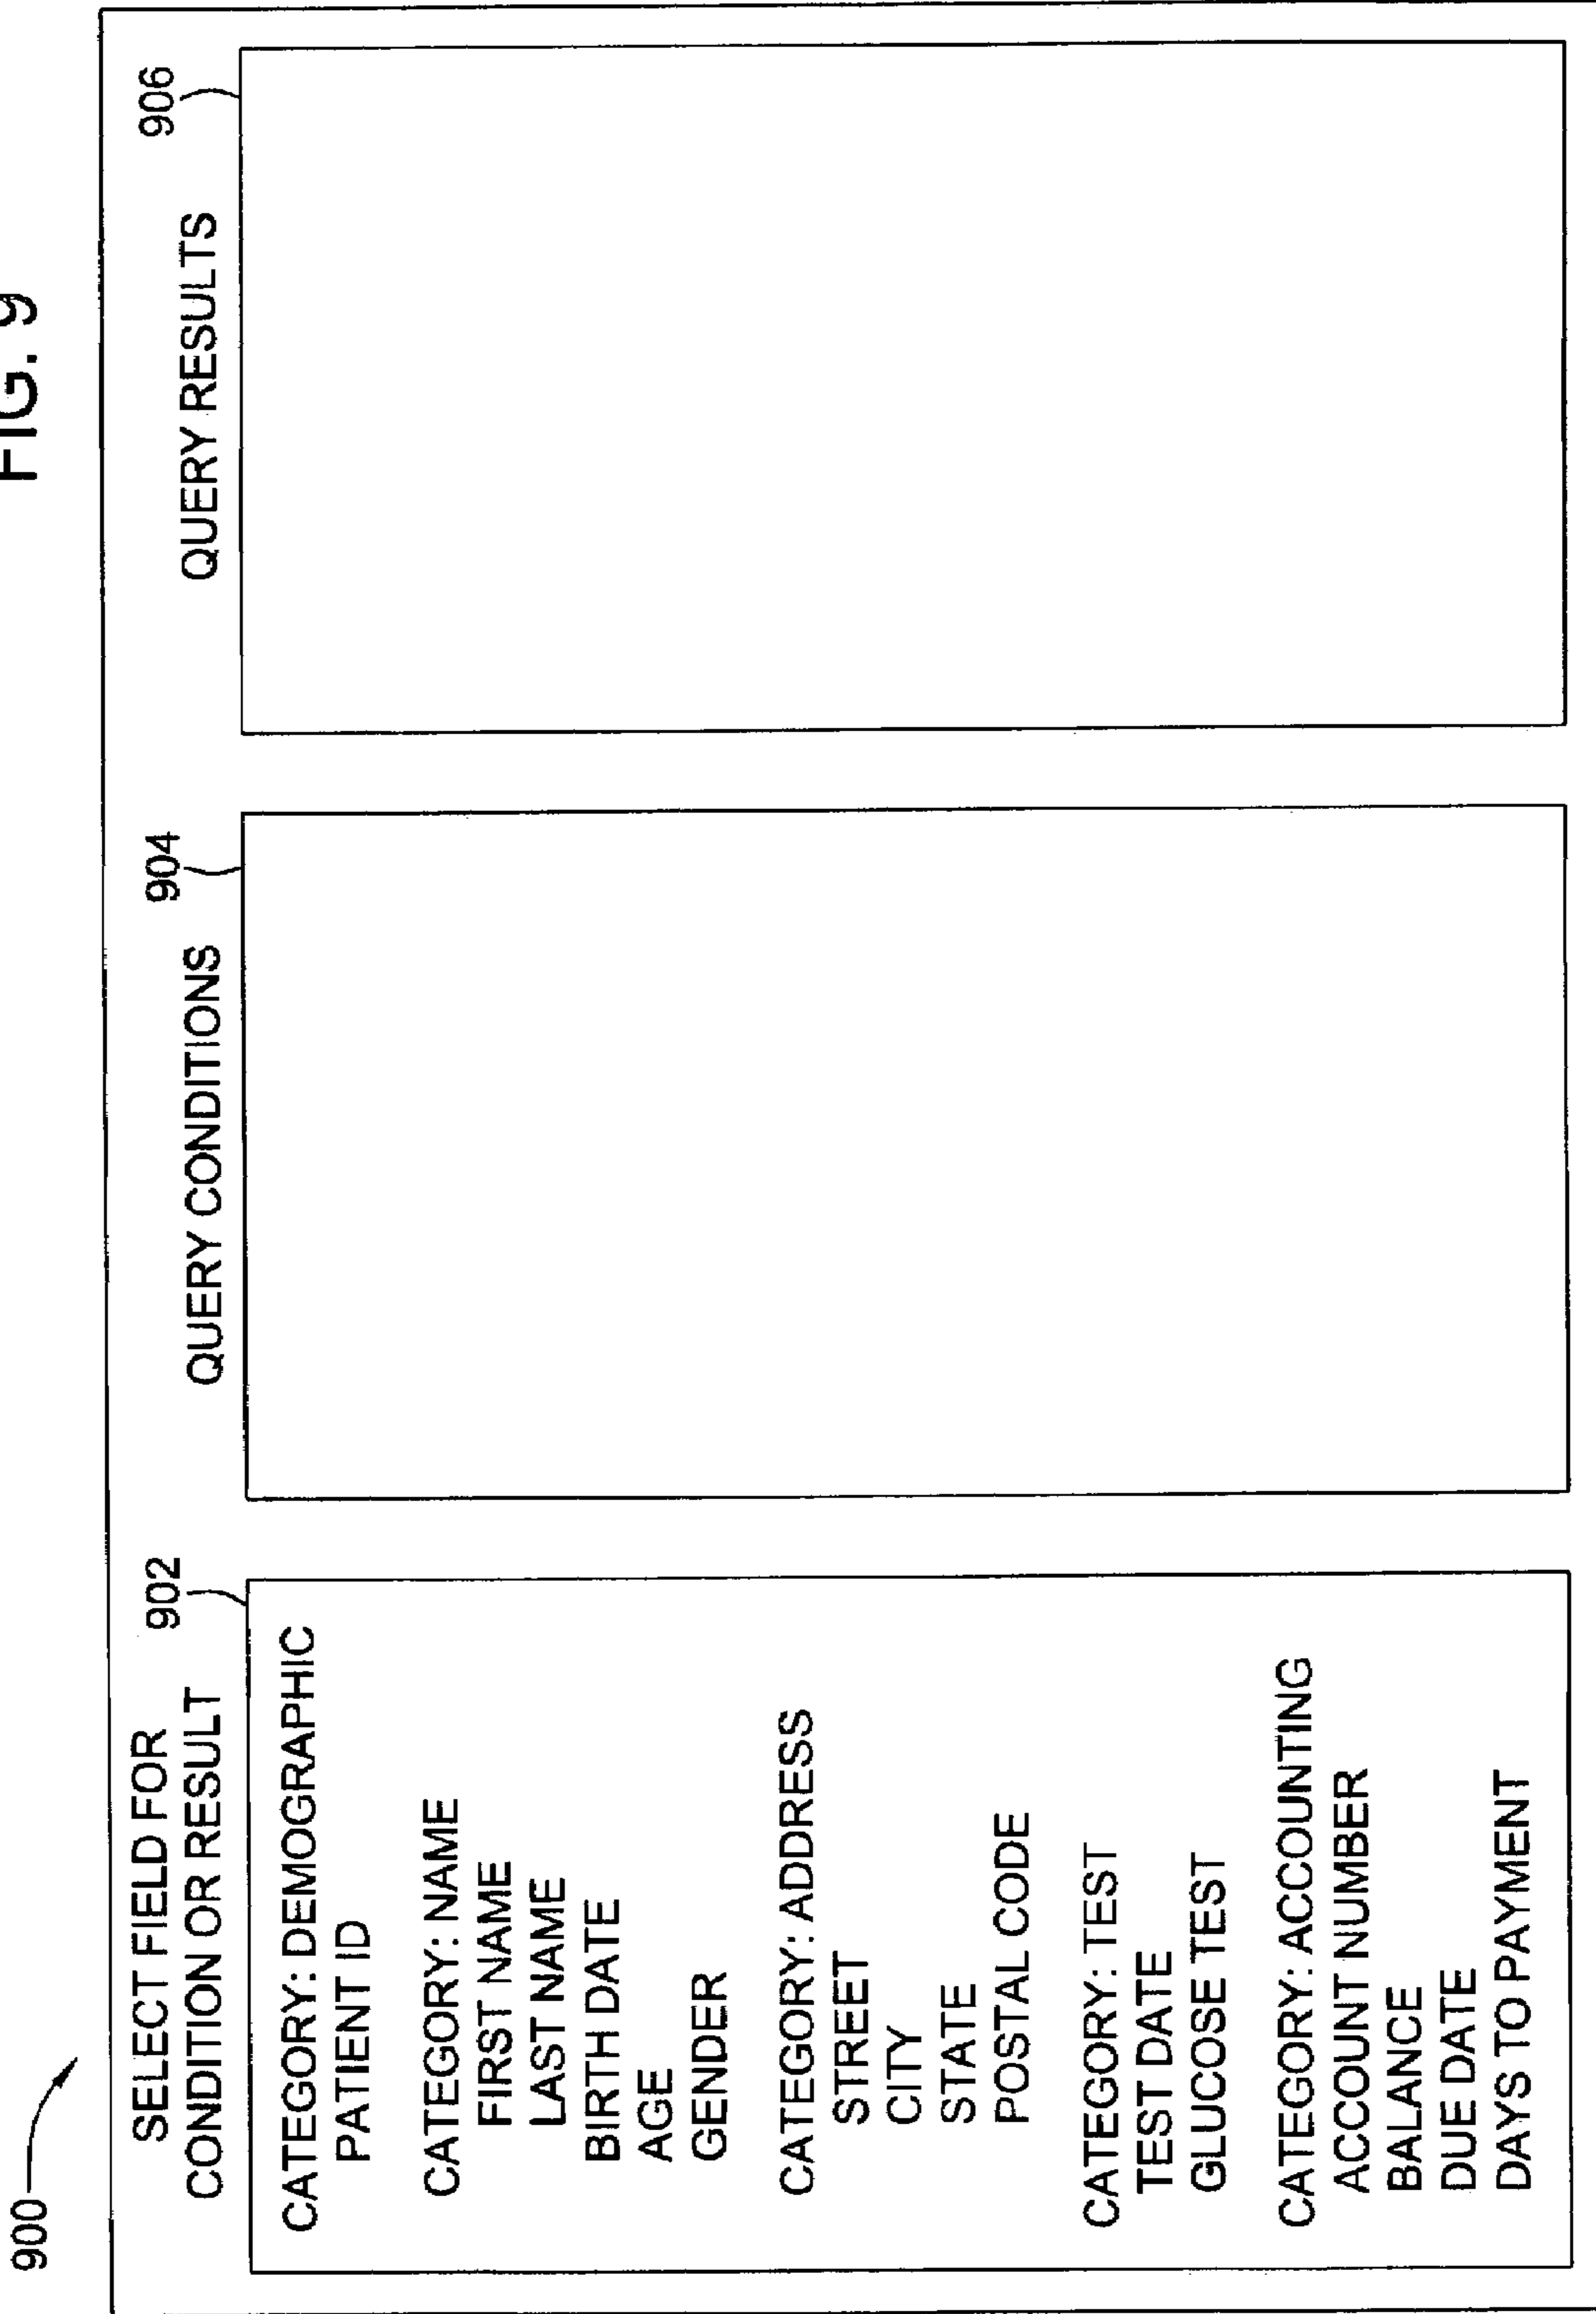 FIG. 9
900
SELECT FIELD FOR
CONDITION OR RESULT
902
CATEGORY: DEMOGRAPHIC
PATIENT ID
CATEGORY: NAME
FIRST NAME
LAST NAME
BIRTH DATE
AGE
GENDER
CATEGORY: ADDRESS
STREET
CITY
STATE
POSTAL CODE
CATEGORY: TEST
TEST DATE
GLUCOSE TEST
CATEGORY: ACCOUNTING
ACCOUNT NUMBER
BALANCE
DUE DATE
DAYS TO PAYMENT
QUERY CONDITIONS
904
QUERY RESULTS
906